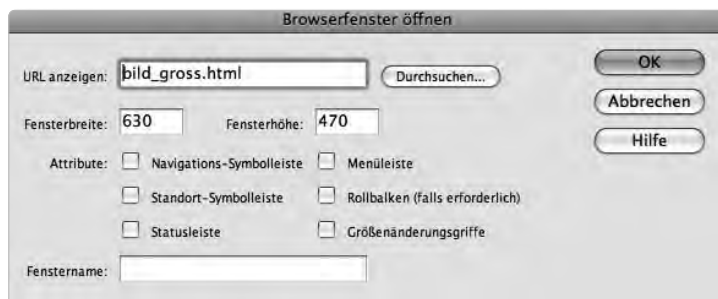 Browserfenster öffnen
URL anzeigen: bild_gross.html Durchsuchen... OK
Abbrechen
Fensterbreite: 630 Fensterhöhe: 470 Hilfe
Attribute: Navigations-Symbolleiste Menüleiste
Standort-Symbolleiste Rollbalken (falls erforderlich)
Statusleiste Größenänderungsgriffe
Fenstername: